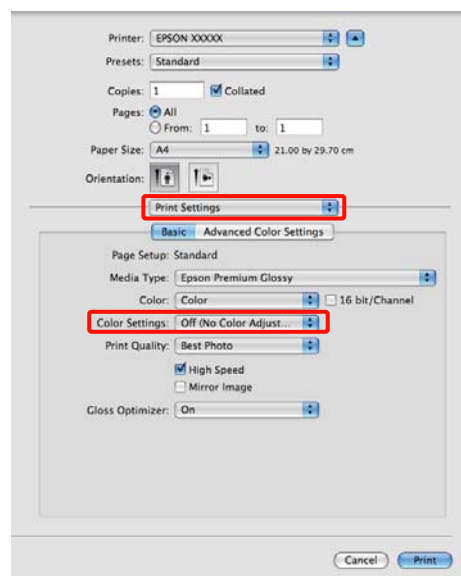 Printer: EPSON XXXXX
Presets: Standard
Copies: 1 Collated
Pages: All
From: 1 to: 1
Paper Size: A4 21.00 by 29.70 cm
Orientation:
Print Settings
Basic Advanced Color Settings
Page Setup: Standard
Media Type: Epson Premium Glossy
Color: Color 16 bit/Channel
Color Settings: Off (No Color Adjust...
Print Quality: Best Photo
High Speed
Mirror Image
Gloss Optimizer: On
Cancel Print